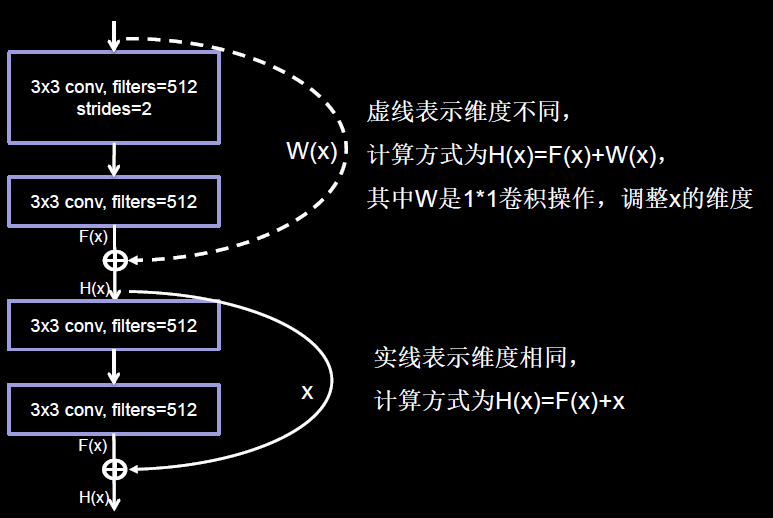 3x3 conv, filters=512
strides=2
W(x)
虚线表示维度不同，
计算方式为H(x)=F(x)+W(x)，
其中W是1*1卷积操作，调整x的维度
3x3 conv, filters=512
F(x)
H(x)
3x3 conv, filters=512
实线表示维度相同，
计算方式为H(x)=F(x)+x
x
3x3 conv, filters=512
F(x)
H(x)